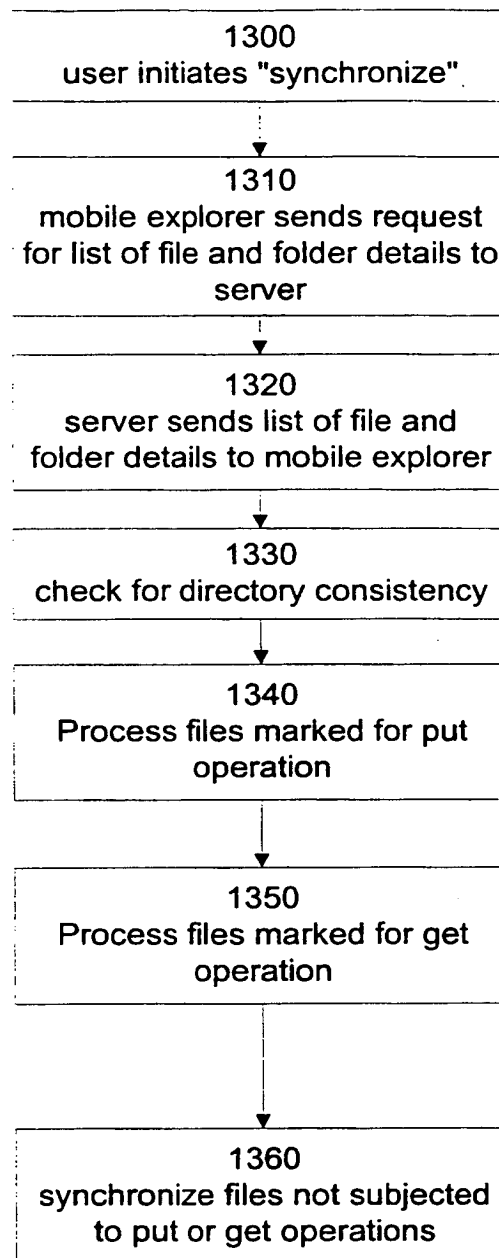 1300
user initiates "synchronize"
1310
mobile explorer sends request
for list of file and folder details to
server
1320
server sends list of file and
folder details to mobile explorer
1330
check for directory consistency
1340
Process files marked for put
operation
1350
Process files marked for get
operation
1360
synchronize files not subjected
to put or get operations